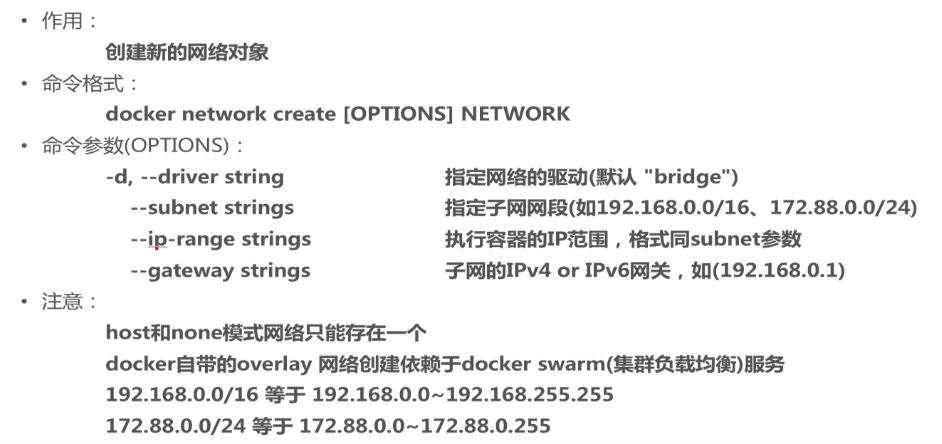 • 作用：
创建新的网络对象
• 命令格式：
docker network create [OPTIONS] NETWORK
• 命令参数(OPTIONS)：
-d, --driver string 指定网络的驱动(默认 "bridge")
--subnet strings 指定子网网段(如192.168.0.0/16、172.88.0.0/24)
--ip-range strings 执行容器的IP范围，格式同subnet参数
--gateway strings 子网的IPv4 or IPv6网关，如(192.168.0.1)
• 注意：
host和none模式网络只能存在一个
docker自带的overlay 网络创建依赖于docker swarm(集群负载均衡)服务
192.168.0.0/16 等于 192.168.0.0~192.168.255.255
172.88.0.0/24 等于 172.88.0.0~172.88.0.255